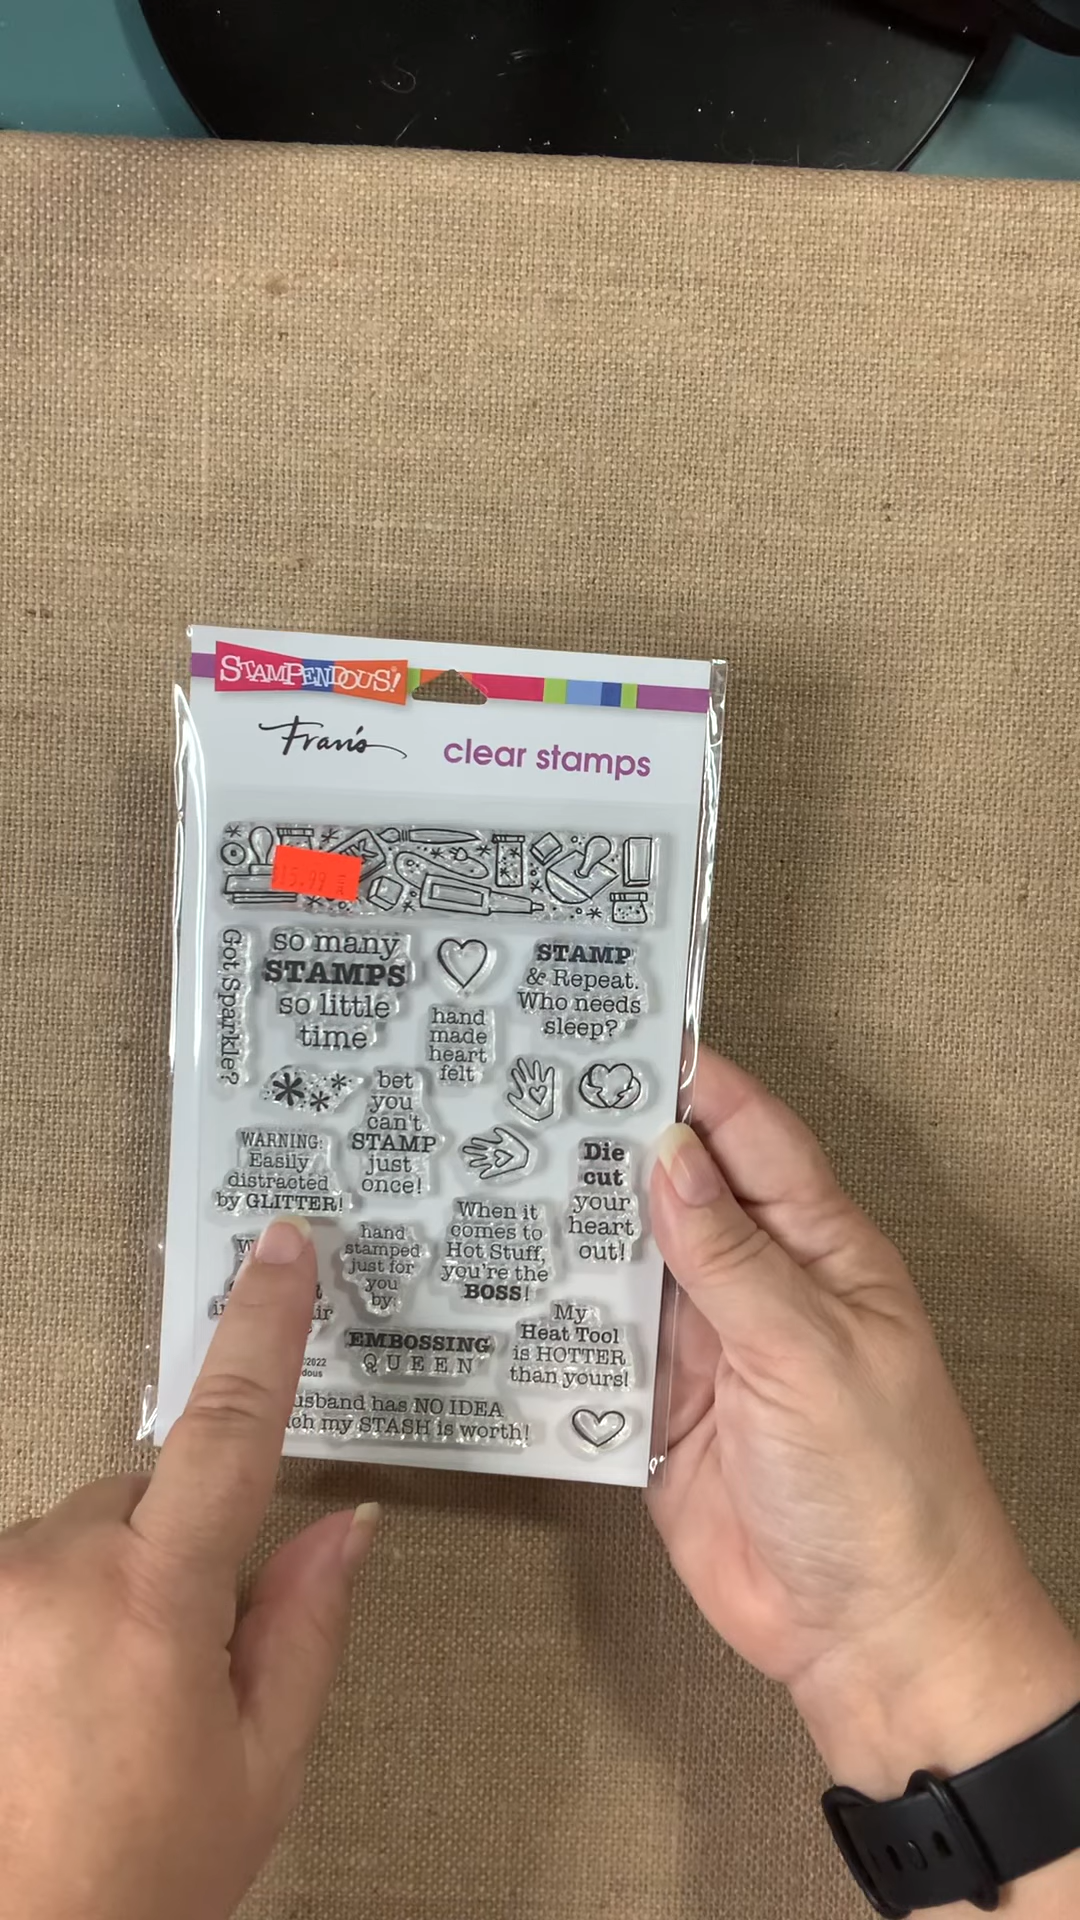 STAMPENDOUS!
Fran's
clear stamps
15.99
Got Sparkle?
so many
STAMPS
so little
time
hand
made
heart
felt
STAMP
& Repeat.
Who needs
sleep?
bet
you
can't
STAMP
just
once!
WARNING:
Easily
distracted
by GLITTER!
Die
cut
your
heart
out!
hand
stamped
just for
you
by
When it
comes to
Hot Stuff,
you're the
BOSS!
EMBOSSING
QUEEN
My
Heat Tool
is HOTTER
than yours!
©2022
has NO IDEA
my STASH is worth!